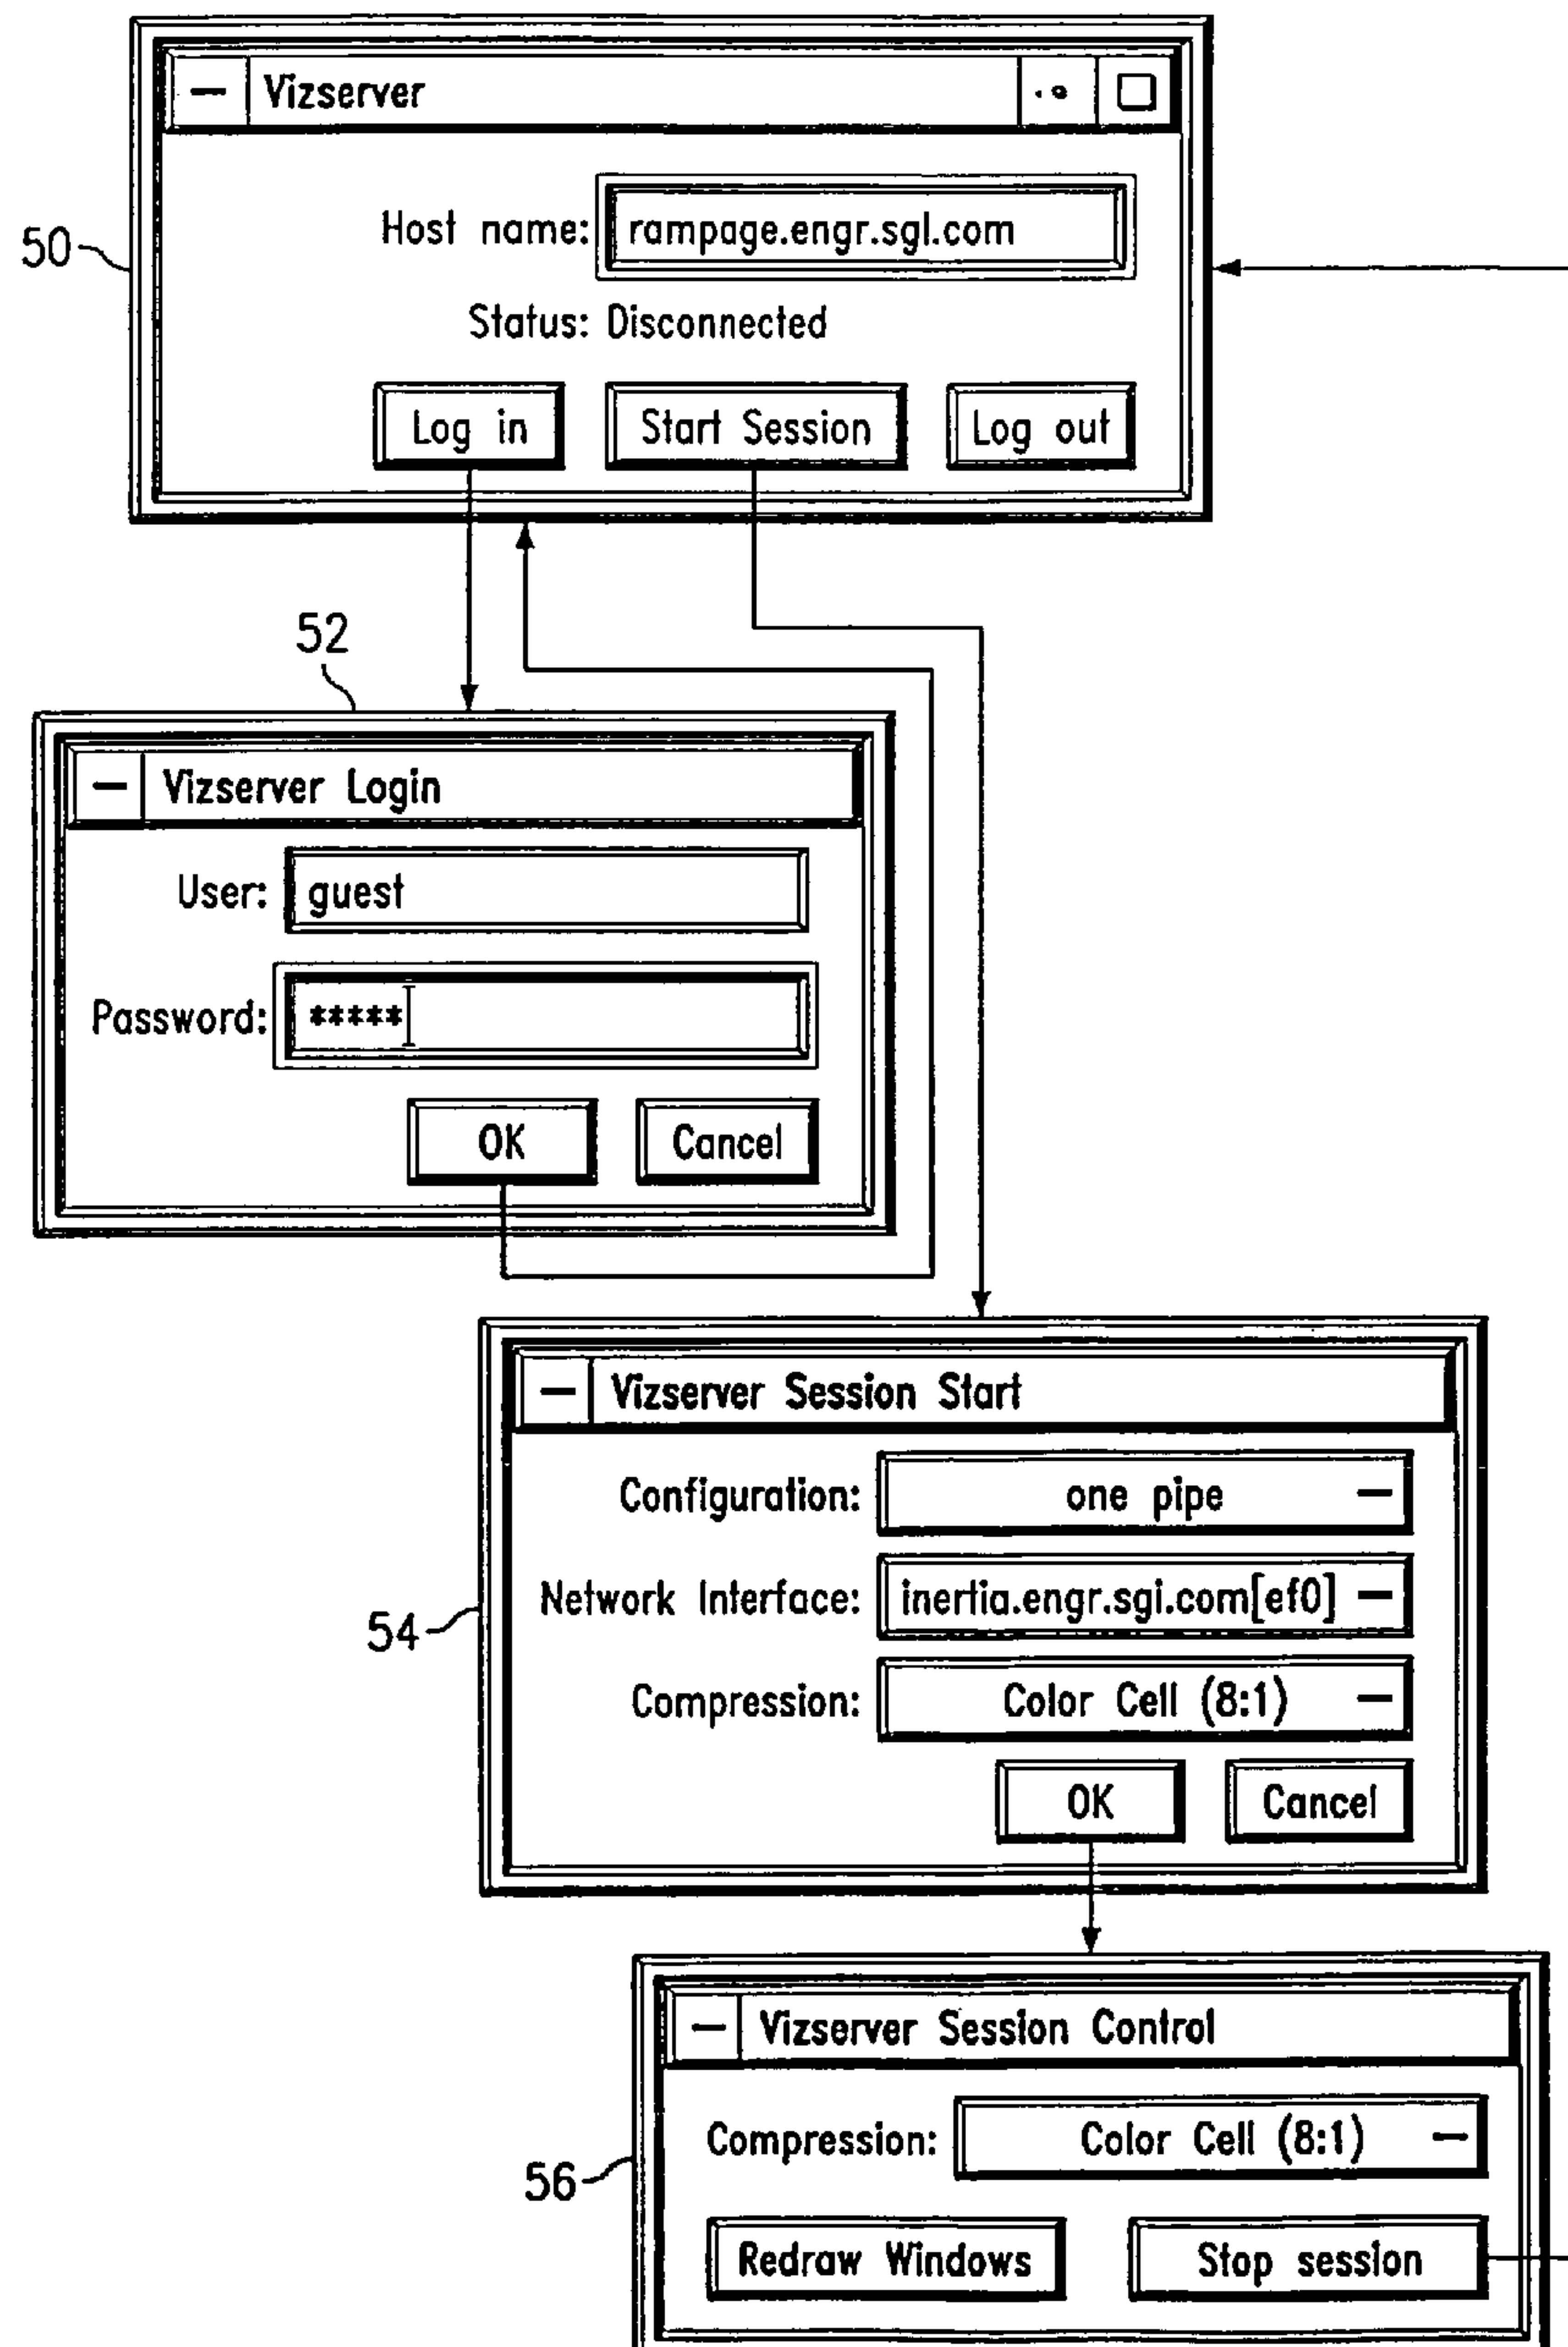 Vizserver
50
Host name: rampage.engr.sgl.com
Status: Disconnected
Log in Start Session Log out
52
Vizserver Login
User: guest
Password: *****
OK Cancel
Vizserver Session Start
Configuration: one pipe
54
Network Interface: inertia.engr.sgi.com[ef0]
Compression: Color Cell (8:1)
OK Cancel
Vizserver Session Control
56
Compression: Color Cell (8:1)
Redraw Windows Stop session